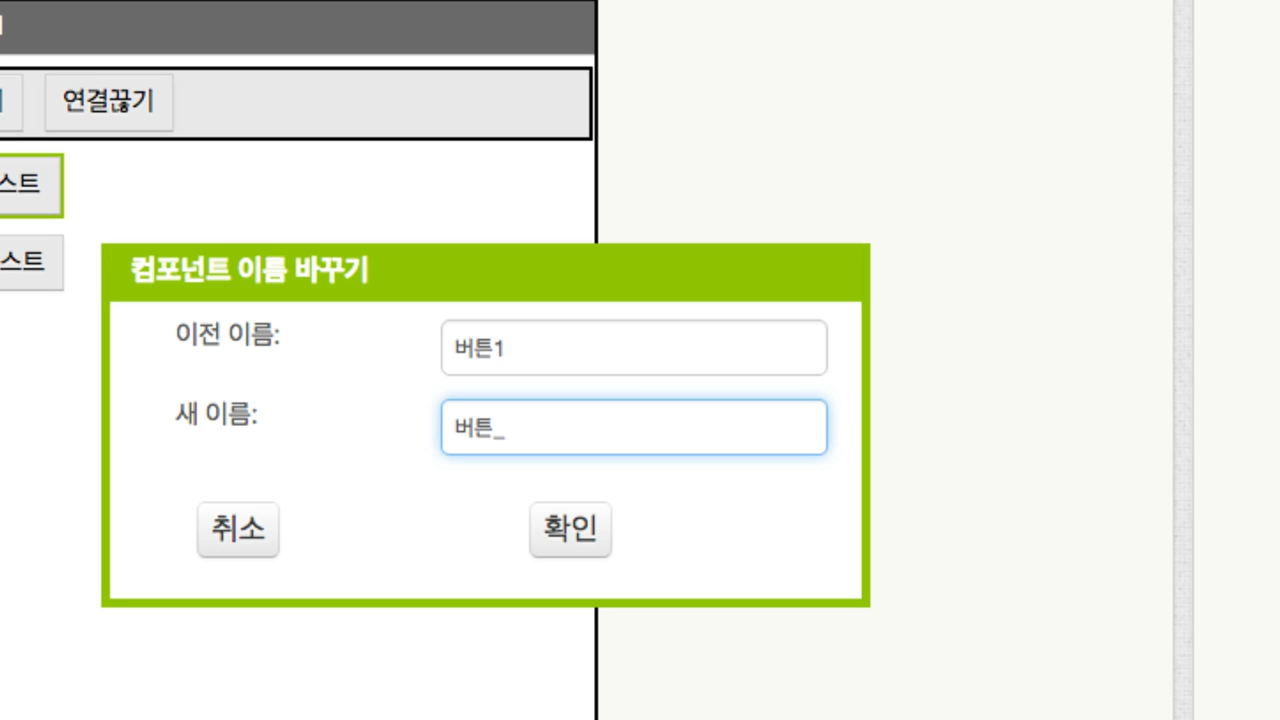 연결끊기
스트
스트
컴포넌트 이름 바꾸기
이전 이름:
버튼1
새 이름:
버튼_
취소
확인